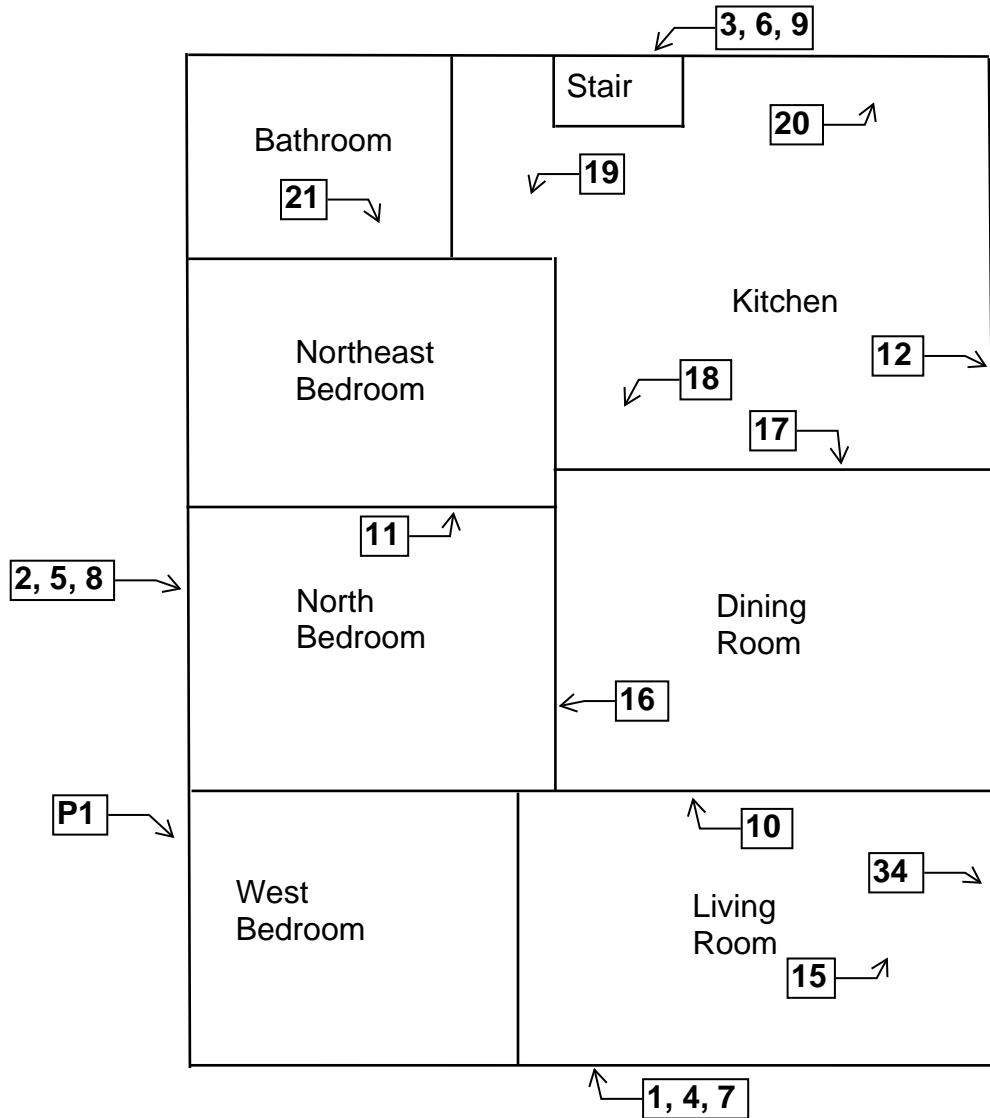 3, 6, 9
Stair
20
Bathroom
19
21
Kitchen
Northeast
Bedroom
12
18
17
11
2, 5, 8
North
Bedroom
Dining
Room
16
P1
10
34
West
Bedroom
Living
Room
15
1, 4, 7